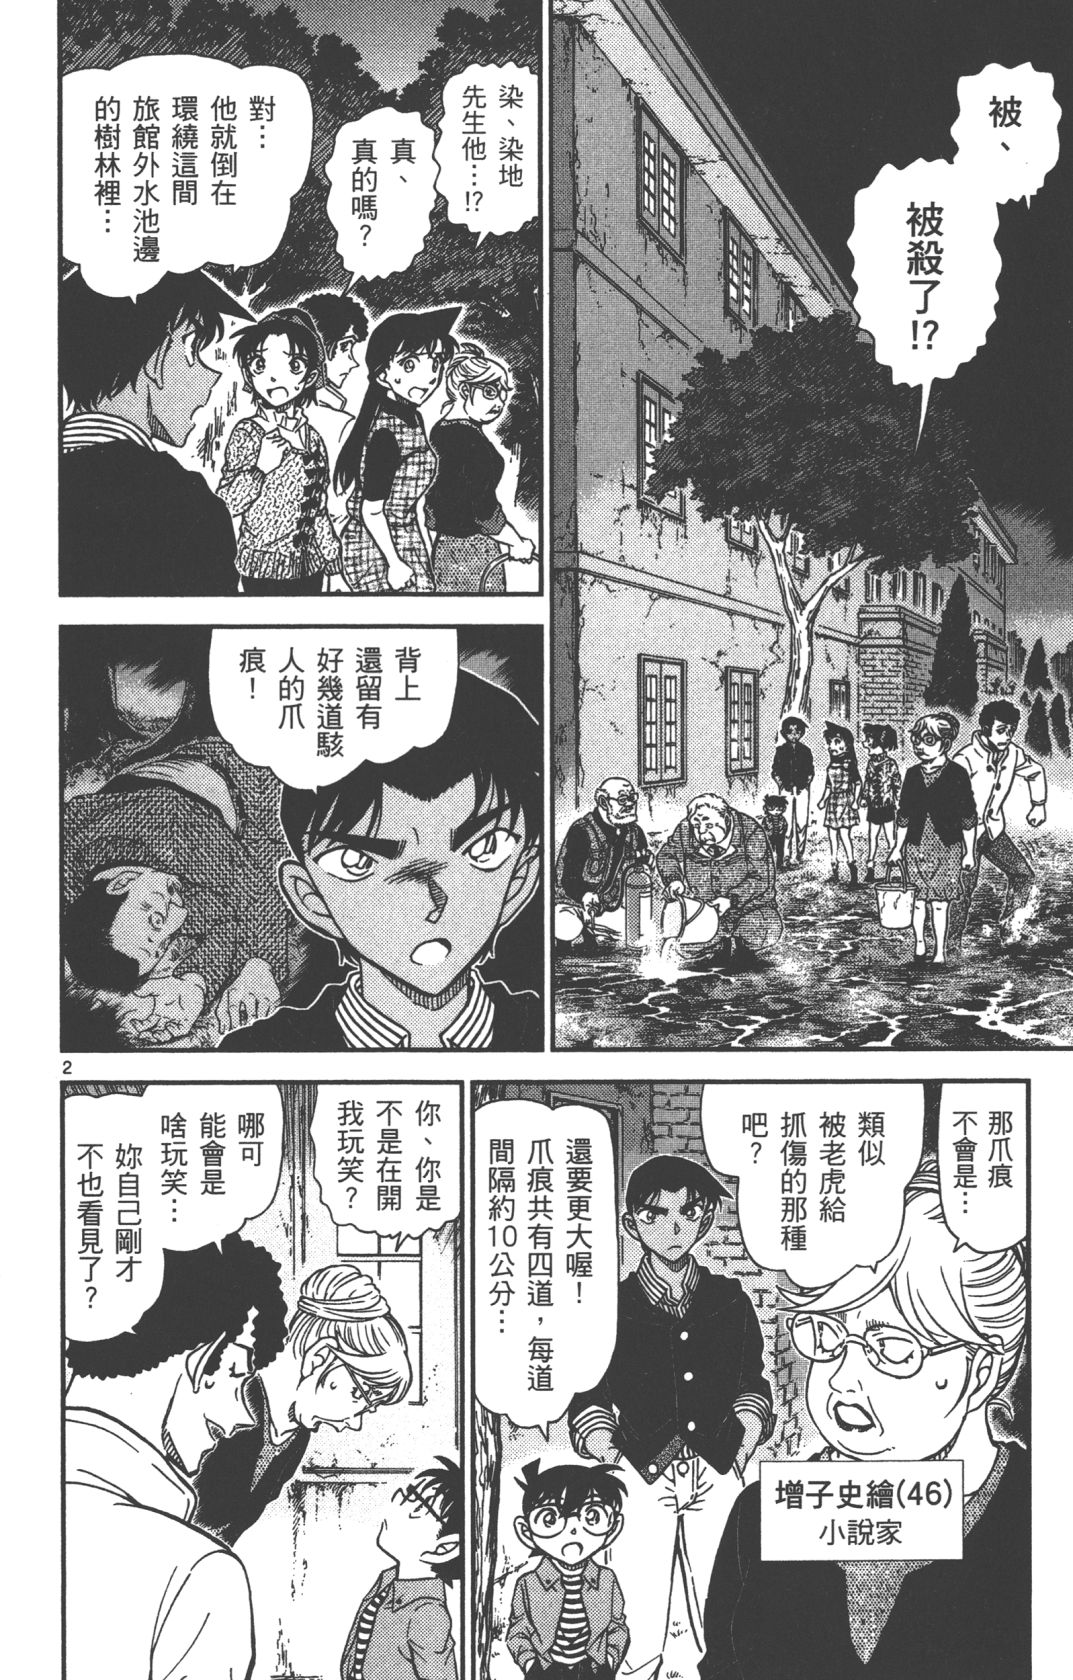 被、
被殺了!?
染、染地
先生他…!?
真、
真的嗎?
對…
他就倒在
環繞這間
旅館外水池邊
的樹林裡…
背上
還留有
好幾道駭
人的爪
痕!
2
那爪痕
不會是…
類似
被老虎給
抓傷的那種
吧?
增子史繪(46)
小說家
還要更大喔!
爪痕共有四道，每道
間隔約10公分…
你、你是
不是在開
我玩笑?
哪可
能會是
啥玩笑…
妳自己剛才
不也看見了?